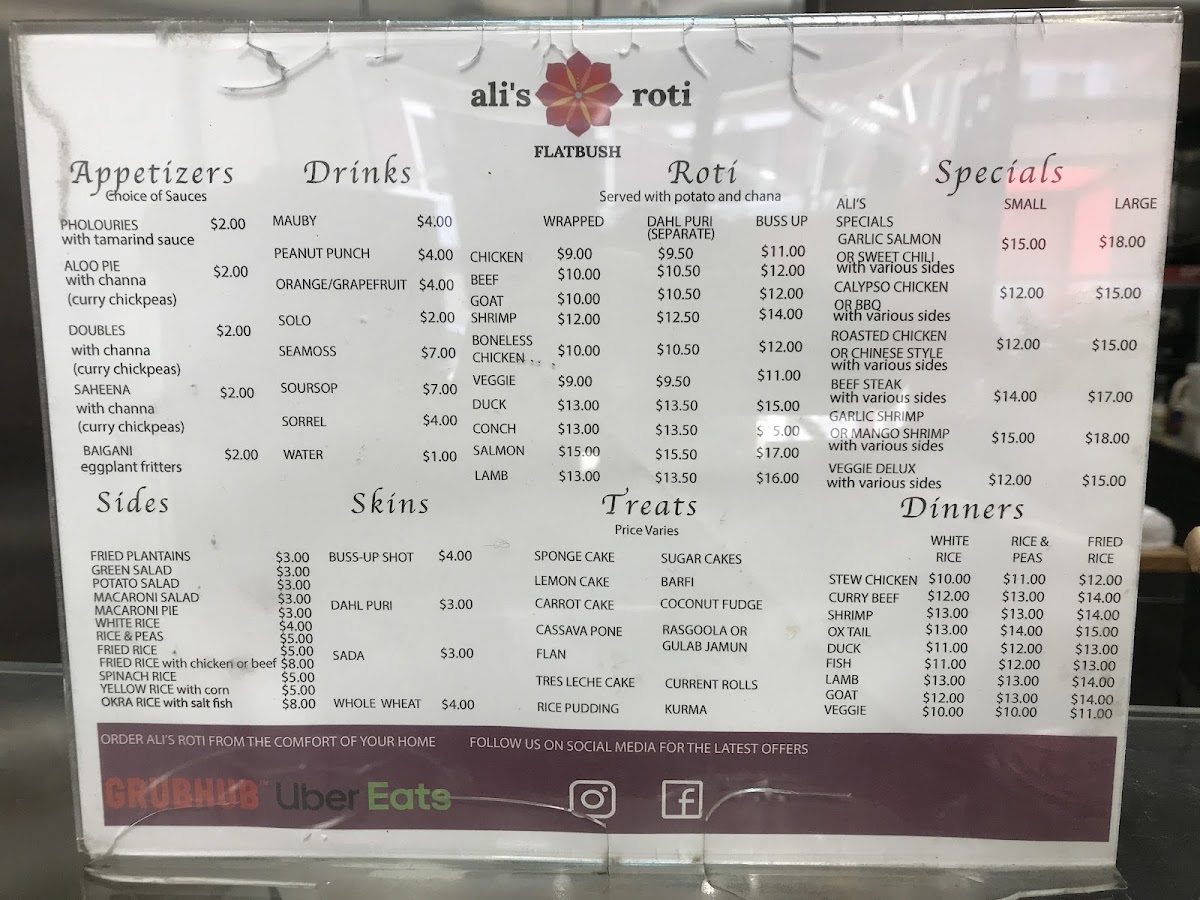 ali's roti
FLATBUSH
Appetizers
Choice of Sauces
PHOLOURIES $2.00
with tamarind sauce
ALOO PIE $2.00
with channa
(curry chickpeas)
DOUBLES $2.00
with channa
(curry chickpeas)
SAHEENA $2.00
with channa
(curry chickpeas)
BAIGANI $2.00
eggplant fritters
Drinks
MAUBY $4.00
PEANUT PUNCH $4.00
ORANGE/GRAPEFRUIT $4.00
SOLO $2.00
SEAMOSS $7.00
SOURSOP $7.00
SORREL $4.00
WATER $1.00
Roti
Served with potato and chana
WRAPPED DAHL PURI BUSS UP
(SEPARATE)
CHICKEN $9.00 $9.50 $11.00
BEEF $10.00 $10.50 $12.00
GOAT $10.00 $10.50 $12.00
SHRIMP $12.00 $12.50 $14.00
BONELESS
CHICKEN $10.00 $10.50 $12.00
VEGGIE $9.00 $9.50 $11.00
DUCK $13.00 $13.50 $15.00
CONCH $13.00 $13.50
SALMON $15.00 $15.50 $17.00
LAMB $13.00 $13.50 $16.00
Specials
ALI'S SMALL LARGE
SPECIALS
GARLIC SALMON $15.00 $18.00
OR SWEET CHILI
with various sides
CALYPSO CHICKEN $12.00 $15.00
OR BBQ
with various sides
ROASTED CHICKEN $12.00 $15.00
OR CHINESE STYLE
with various sides
BEEF STEAK $14.00 $17.00
with various sides
GARLIC SHRIMP
OR MANGO SHRIMP $15.00 $18.00
with various sides
VEGGIE DELUX $12.00 $15.00
with various sides
Sides
FRIED PLANTAINS $3.00
GREEN SALAD $3.00
POTATO SALAD $3.00
MACARONI SALAD $3.00
MACARONI PIE $3.00
WHITE RICE $4.00
RICE & PEAS $5.00
FRIED RICE $5.00
FRIED RICE with chicken or beef $8.00
SPINACH RICE $5.00
YELLOW RICE with corn $5.00
OKRA RICE with salt fish $8.00
Skins
BUSS-UP SHOT $4.00
DAHL PURI $3.00
SADA $3.00
WHOLE WHEAT $4.00
Treats
Price Varies
SPONGE CAKE SUGAR CAKES
LEMON CAKE BARFI
CARROT CAKE COCONUT FUDGE
CASSAVA PONE RASGOOLA OR
GULAB JAMUN
FLAN
TRES LECHE CAKE CURRENT ROLLS
RICE PUDDING KURMA
Dinners
WHITE RICE & FRIED
RICE PEAS RICE
STEW CHICKEN $10.00 $11.00 $12.00
CURRY BEEF $12.00 $13.00 $14.00
SHRIMP $13.00 $13.00 $14.00
OX TAIL $13.00 $14.00 $15.00
DUCK $11.00 $12.00 $13.00
FISH $11.00 $12.00 $13.00
LAMB $13.00 $13.00 $14.00
GOAT $12.00 $13.00 $14.00
VEGGIE $10.00 $10.00 $11.00
ORDER ALI'S ROTI FROM THE COMFORT OF YOUR HOME
FOLLOW US ON SOCIAL MEDIA FOR THE LATEST OFFERS
GRUBHUB Uber Eats